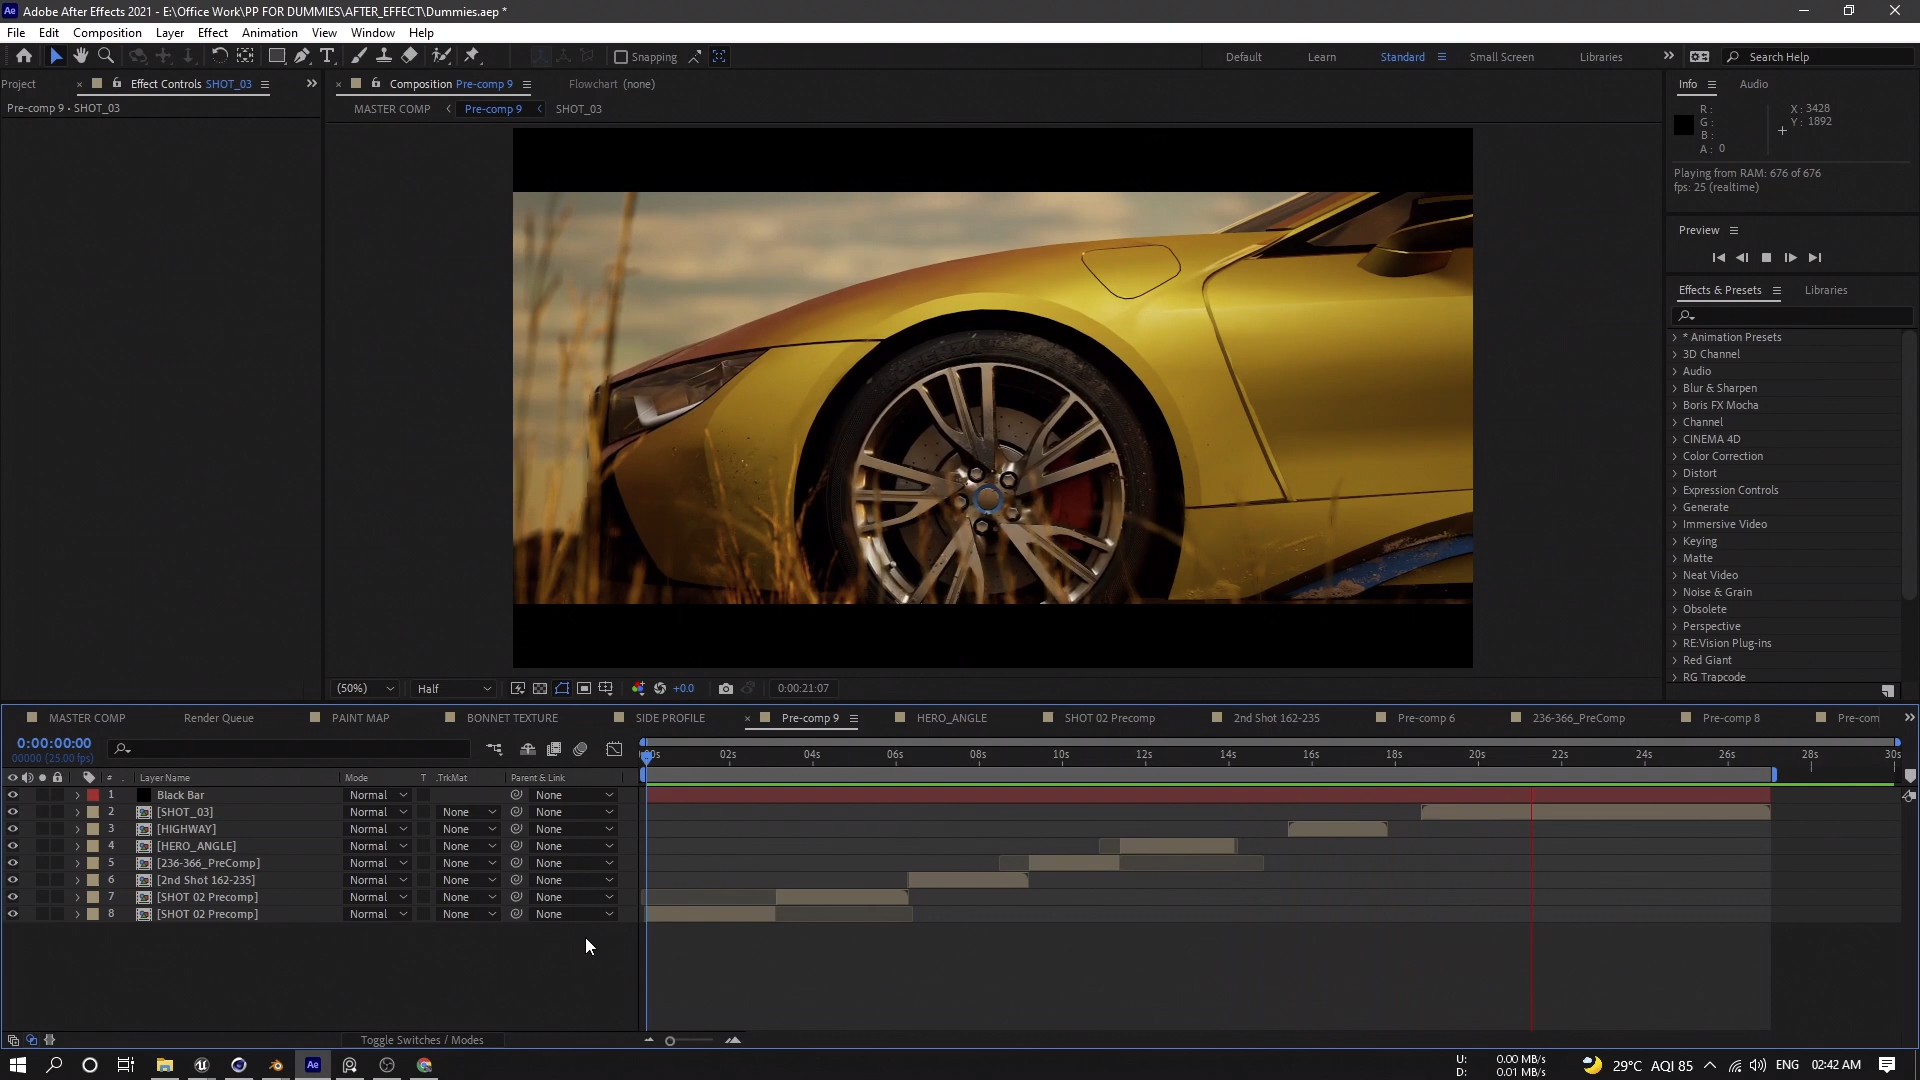 Ae Adobe After Effects 2021 - E:\Office Work\PP FOR DUMMIES\AFTER_EFFECT\Dummies.aep *
File Edit Composition Layer Effect Animation View Window Help
Snapping Default Learn Standard Small Screen Libraries Search Help
Project Effect Controls SHOT_03 Composition Pre-comp 9 Flowchart (none) Info Audio
Pre-comp 9 • SHOT_03 MASTER COMP Pre-comp 9 SHOT_03
R : X : 3428
G : Y : 1892
B :
A : 0
Playing from RAM: 676 of 676
fps: 25 (realtime)
Preview
Effects & Presets Libraries
* Animation Presets
3D Channel
Audio
Blur & Sharpen
Boris FX Mocha
Channel
CINEMA 4D
Color Correction
Distort
Expression Controls
Generate
Immersive Video
Keying
Matte
Neat Video
Noise & Grain
Obsolete
Perspective
RE:Vision Plug-ins
Red Giant
RG Trapcode
(50%) Half +0.0 0:00:21:07
MASTER COMP Render Queue PAINT MAP BONNET TEXTURE SIDE PROFILE Pre-comp 9 HERO_ANGLE SHOT 02 Precomp 2nd Shot 162-235 Pre-comp 6 236-366_PreComp Pre-comp 8 Pre-com
0:00:00:00
00000 (25.00 fps)
00s 02s 04s 06s 08s 10s 12s 14s 16s 18s 20s 22s 24s 26s 28s 30s
# Layer Name Mode T .TrkMat Parent & Link
1 Black Bar Normal None
2 [SHOT_03] Normal None None
3 [HIGHWAY] Normal None None
4 [HERO_ANGLE] Normal None None
5 [236-366_PreComp] Normal None None
6 [2nd Shot 162-235] Normal None None
7 [SHOT 02 Precomp] Normal None None
8 [SHOT 02 Precomp] Normal None None
Toggle Switches / Modes
Ae
U: 0.00 MB/s
D: 0.01 MB/s
29°C AQI 85 ENG 02:42 AM